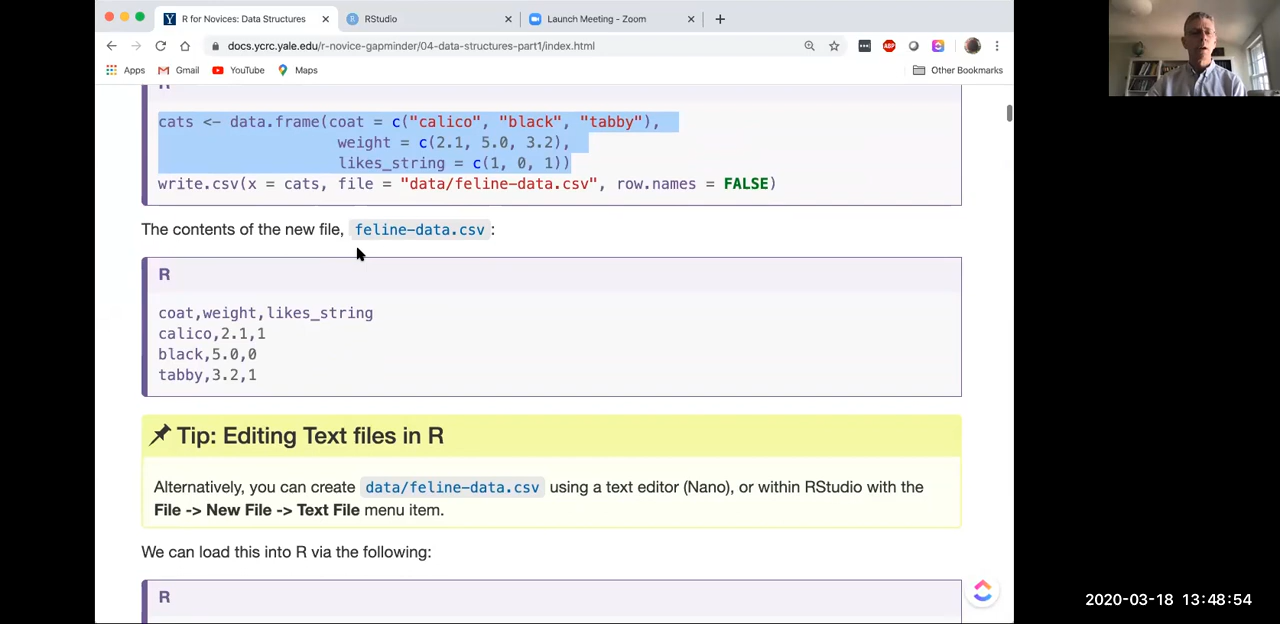 R for Novices: Data Structures
RStudio
Launch Meeting - Zoom
docs.ycrc.yale.edu/r-novice-gapminder/04-data-structures-part1/index.html
ABP
Apps
Gmail
YouTube
Maps
Other Bookmarks
R
cats <- data.frame(coat = c("calico", "black", "tabby"),
weight = c(2.1, 5.0, 3.2),
likes_string = c(1, 0, 1))
write.csv(x = cats, file = "data/feline-data.csv", row.names = FALSE)
The contents of the new file, feline-data.csv :
R
coat,weight,likes_string
calico,2.1,1
black,5.0,0
tabby,3.2,1
Tip: Editing Text files in R
Alternatively, you can create data/feline-data.csv using a text editor (Nano), or within RStudio with the
File -> New File -> Text File menu item.
We can load this into R via the following:
R
2020-03-18 13:48:54